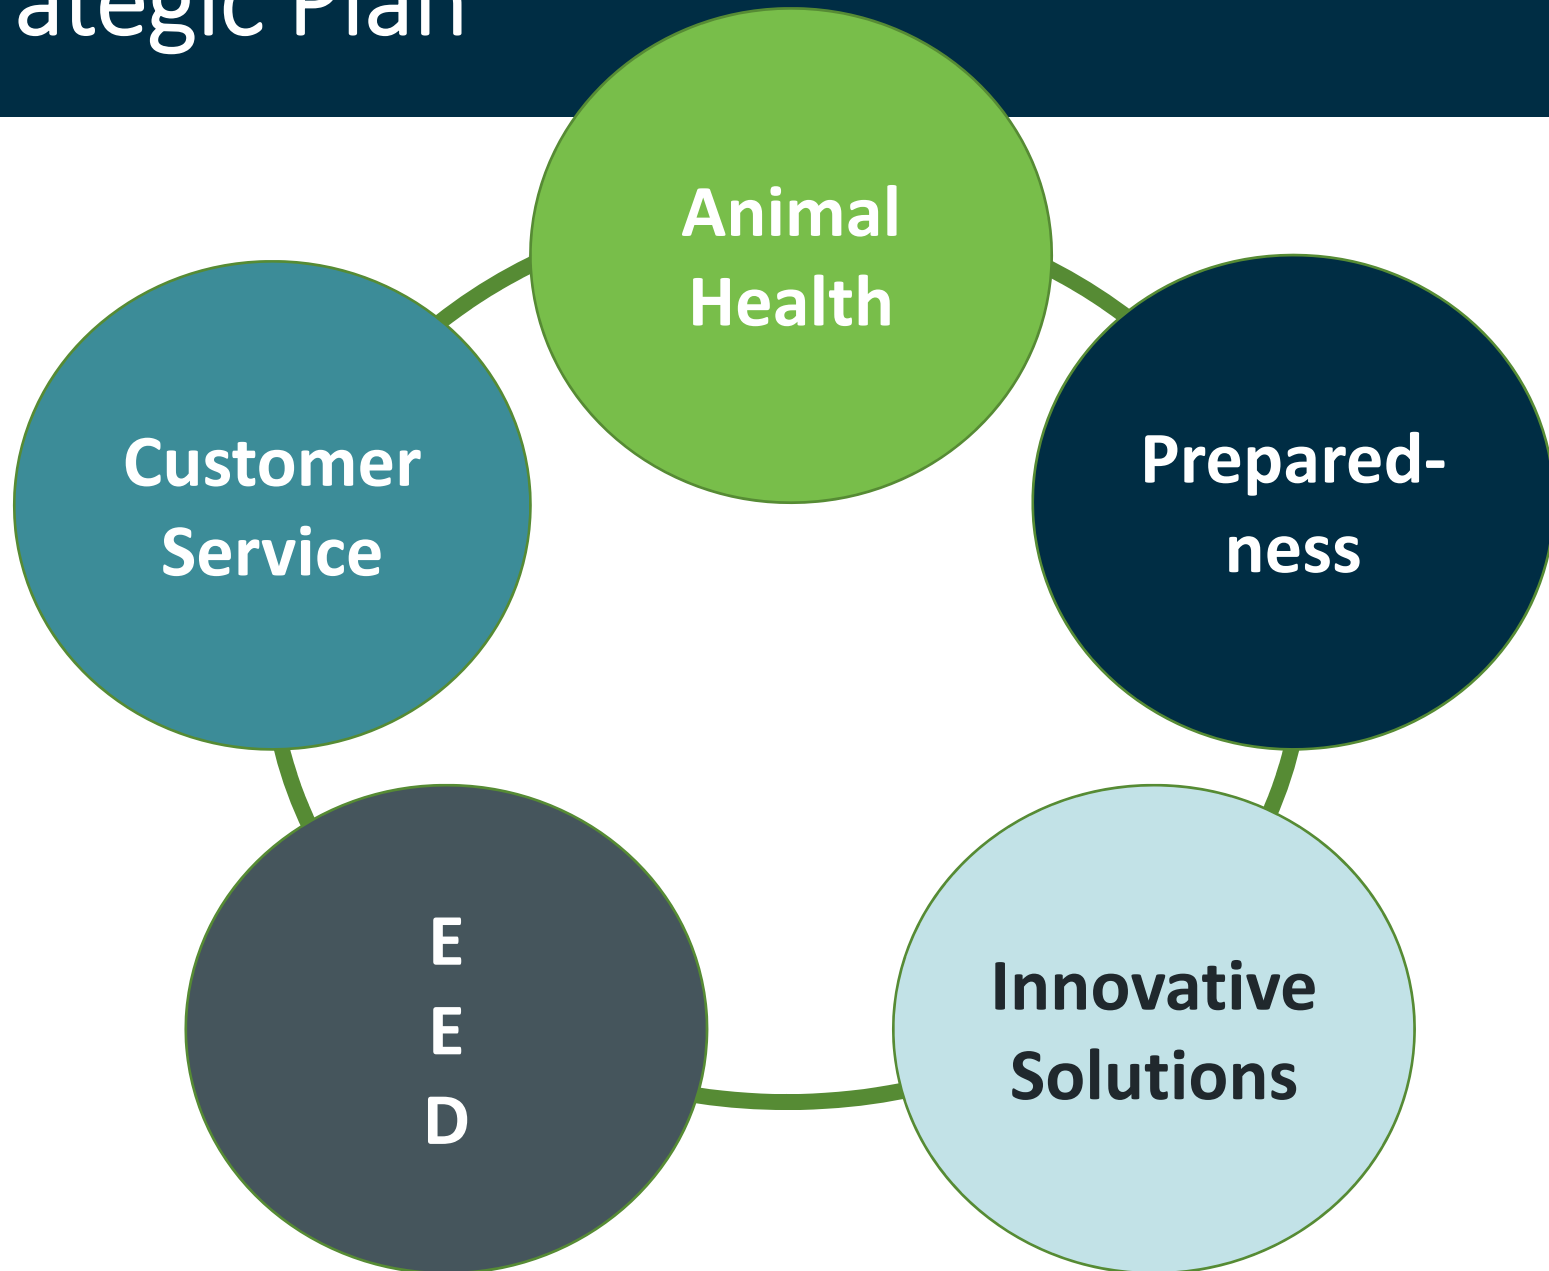 ategic Plan
Animal
Health
Customer
Service
Prepared-
ness
E
E
D
Innovative
Solutions